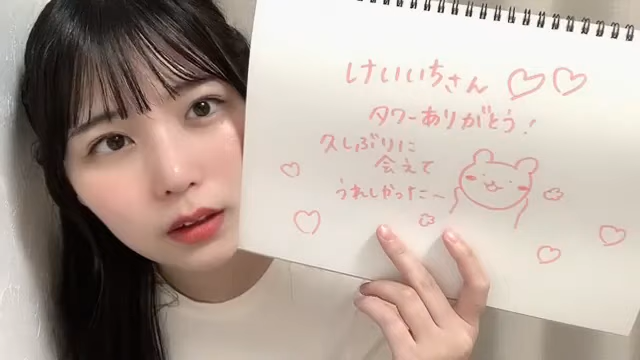 けいいちさん♡♡
タワーありがとう!
久しぶりに
会えて
うれしかったこ〜